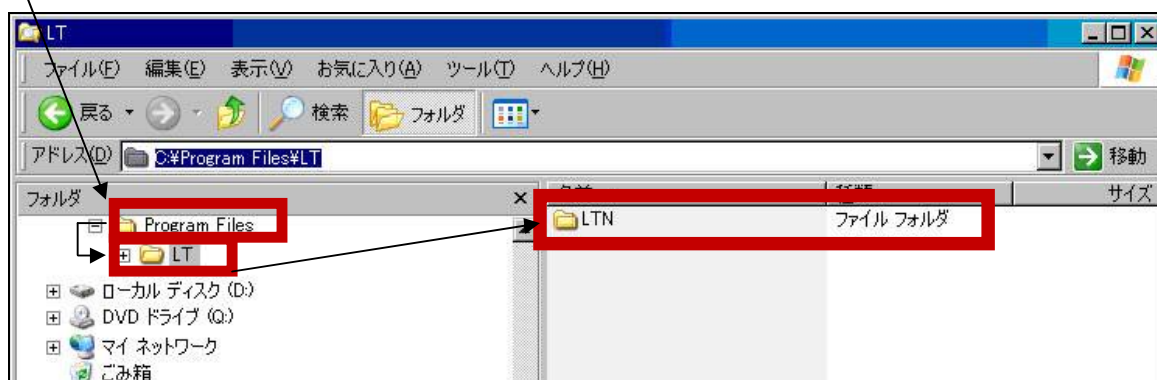 LT
ファイル(F) 編集(E) 表示(V) お気に入り(A) ツール(T) ヘルプ(H)
戻る 検索 フォルダ
アドレス(D) C:¥Program Files¥LT 移動
フォルダ × サイズ
Program Files
LTN ファイル フォルダ
LT
ローカル ディスク (D:)
DVD ドライブ (Q:)
マイ ネットワーク
ごみ箱